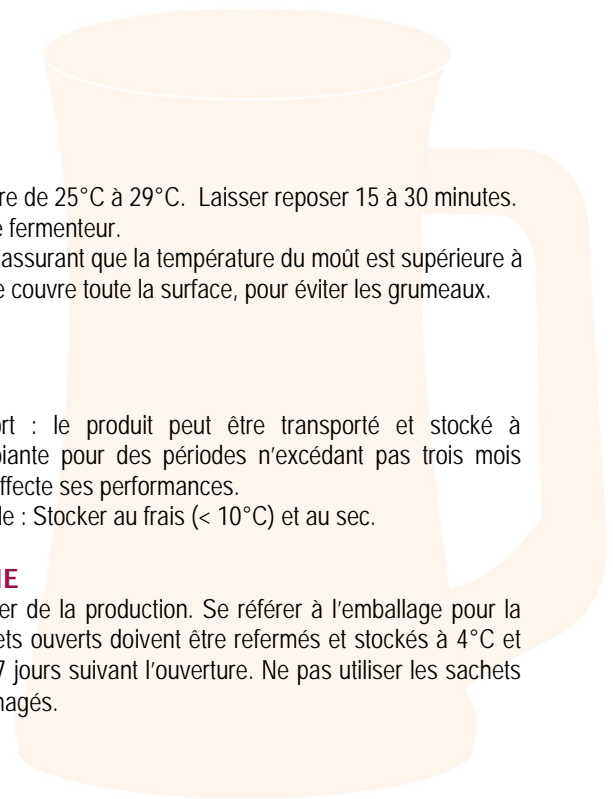 re de 25°C à 29°C. Laisser reposer 15 à 30 minutes.
e fermenteur.
assurant que la température du moût est supérieure à
e couvre toute la surface, pour éviter les grumeaux.
rt : le produit peut être transporté et stocké à
iante pour des périodes n’excédant pas trois mois
ffecte ses performances.
le : Stocker au frais (< 10°C) et au sec.
IE
er de la production. Se référer à l’emballage pour la
ets ouverts doivent être refermés et stockés à 4°C et
7 jours suivant l’ouverture. Ne pas utiliser les sachets
nagés.